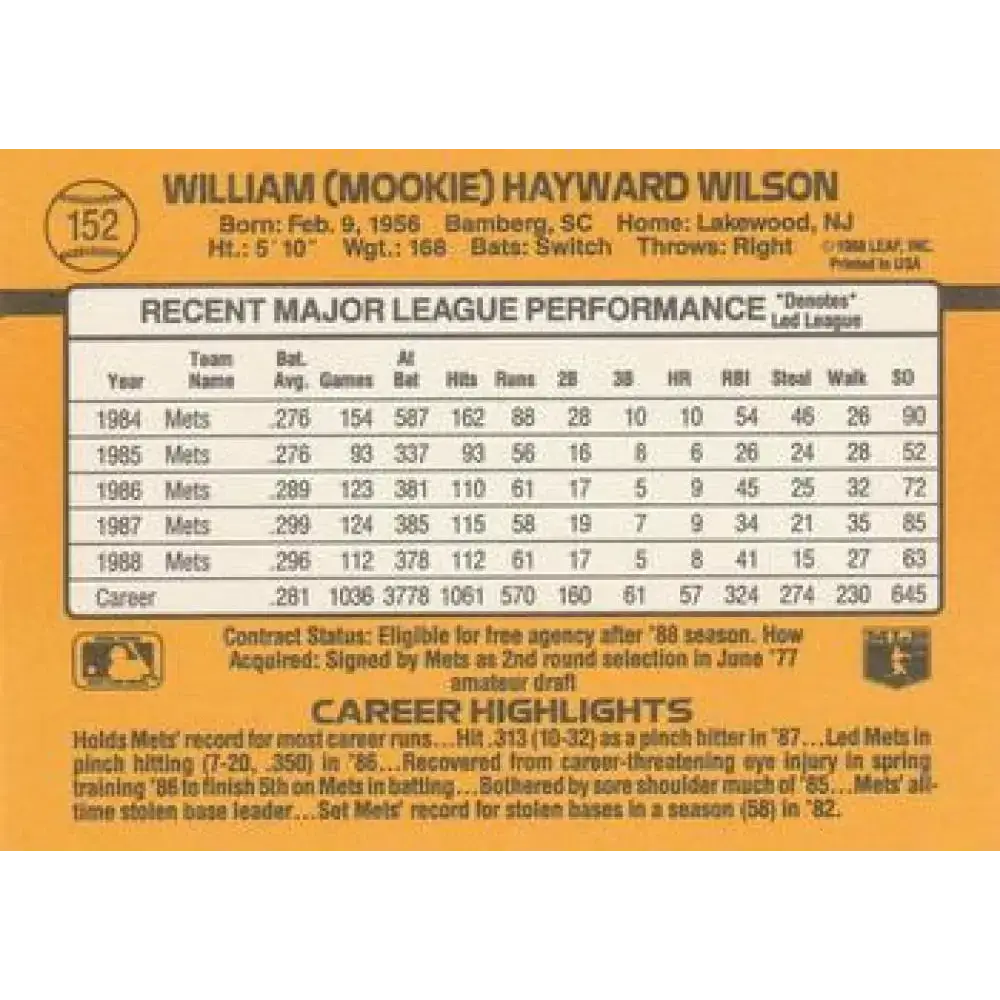 152
WILLIAM (MOOKIE) HAYWARD WILSON
Born: Feb. 9, 1956 Bamberg, SC Home: Lakewood, NJ
Ht.: 5'10" Wgt.: 168 Bats: Switch Throws: Right
©1988 LEAF, INC.
Printed in USA
RECENT MAJOR LEAGUE PERFORMANCE *Denotes* Led League
Year Team Name Bat. Avg. Games At Bat Hits Runs 2B 3B HR RBI Steal Walk SO
1984 Mets .276 154 587 162 88 28 10 10 54 46 26 90
1985 Mets .276 93 337 93 56 16 8 6 26 24 28 52
1986 Mets .289 123 381 110 61 17 5 9 45 25 32 72
1987 Mets .299 124 385 115 58 19 7 9 34 21 35 85
1988 Mets .296 112 378 112 61 17 5 8 41 15 27 63
Career .281 1036 3778 1061 570 160 61 57 324 274 230 645
Contract Status: Eligible for free agency after '88 season. How
Acquired: Signed by Mets as 2nd round selection in June '77
amateur draft
CAREER HIGHLIGHTS
Holds Mets' record for most career runs...Hit .313 (10-32) as a pinch hitter in '87...Led Mets in
pinch hitting (7-20, .350) in '86...Recovered from career-threatening eye injury in spring
training '86 to finish 5th on Mets in batting...Bothered by sore shoulder much of '85...Mets' all-
time stolen base leader...Set Mets' record for stolen bases in a season (58) in '82.